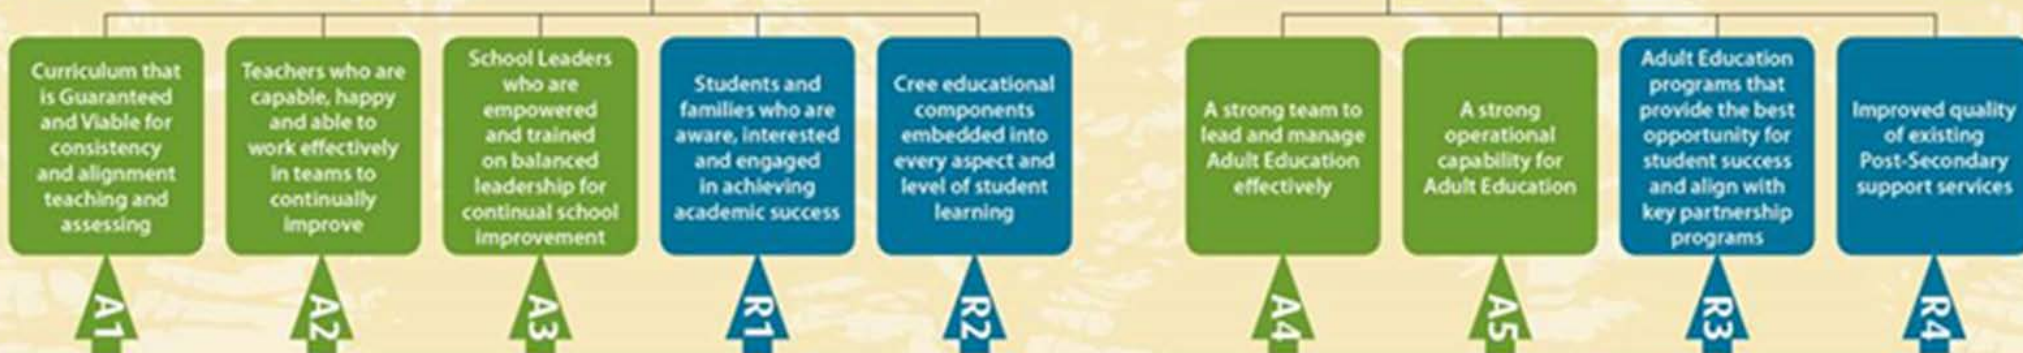 Curriculum that
is Guaranteed
and Viable for
consistency
and alignment
teaching and
assessing
Teachers who are
capable, happy
and able to
work effectively
in teams to
continually
improve
School Leaders
who are
empowered
and trained
on balanced
leadership for
continual school
improvement
Students and
families who are
aware, interested
and engaged
in achieving
academic success
Cree educational
components
embedded into
every aspect and
level of student
learning
A strong team to
lead and manage
Adult Education
effectively
A strong
operational
capability for
Adult Education
Adult Education
programs that
provide the best
opportunity for
student success
and align with
key partnership
programs
Improved quality
of existing
Post-Secondary
support services
A1
A2
A3
R1
R2
A4
A5
R3
R4